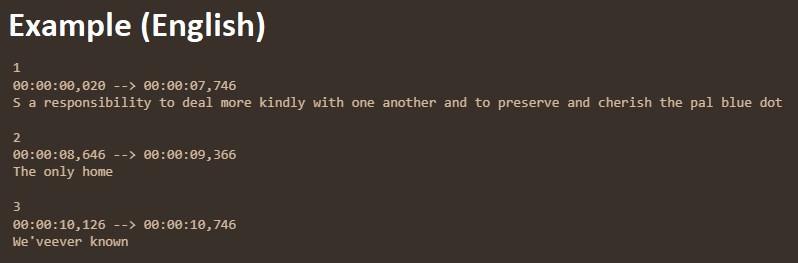 Example (English)
1
00:00:00,020 --> 00:00:07,746
S a responsibility to deal more kindly with one another and to preserve and cherish the pal blue dot
2
00:00:08,646 --> 00:00:09,366
The only home
3
00:00:10,126 --> 00:00:10,746
We'veever known